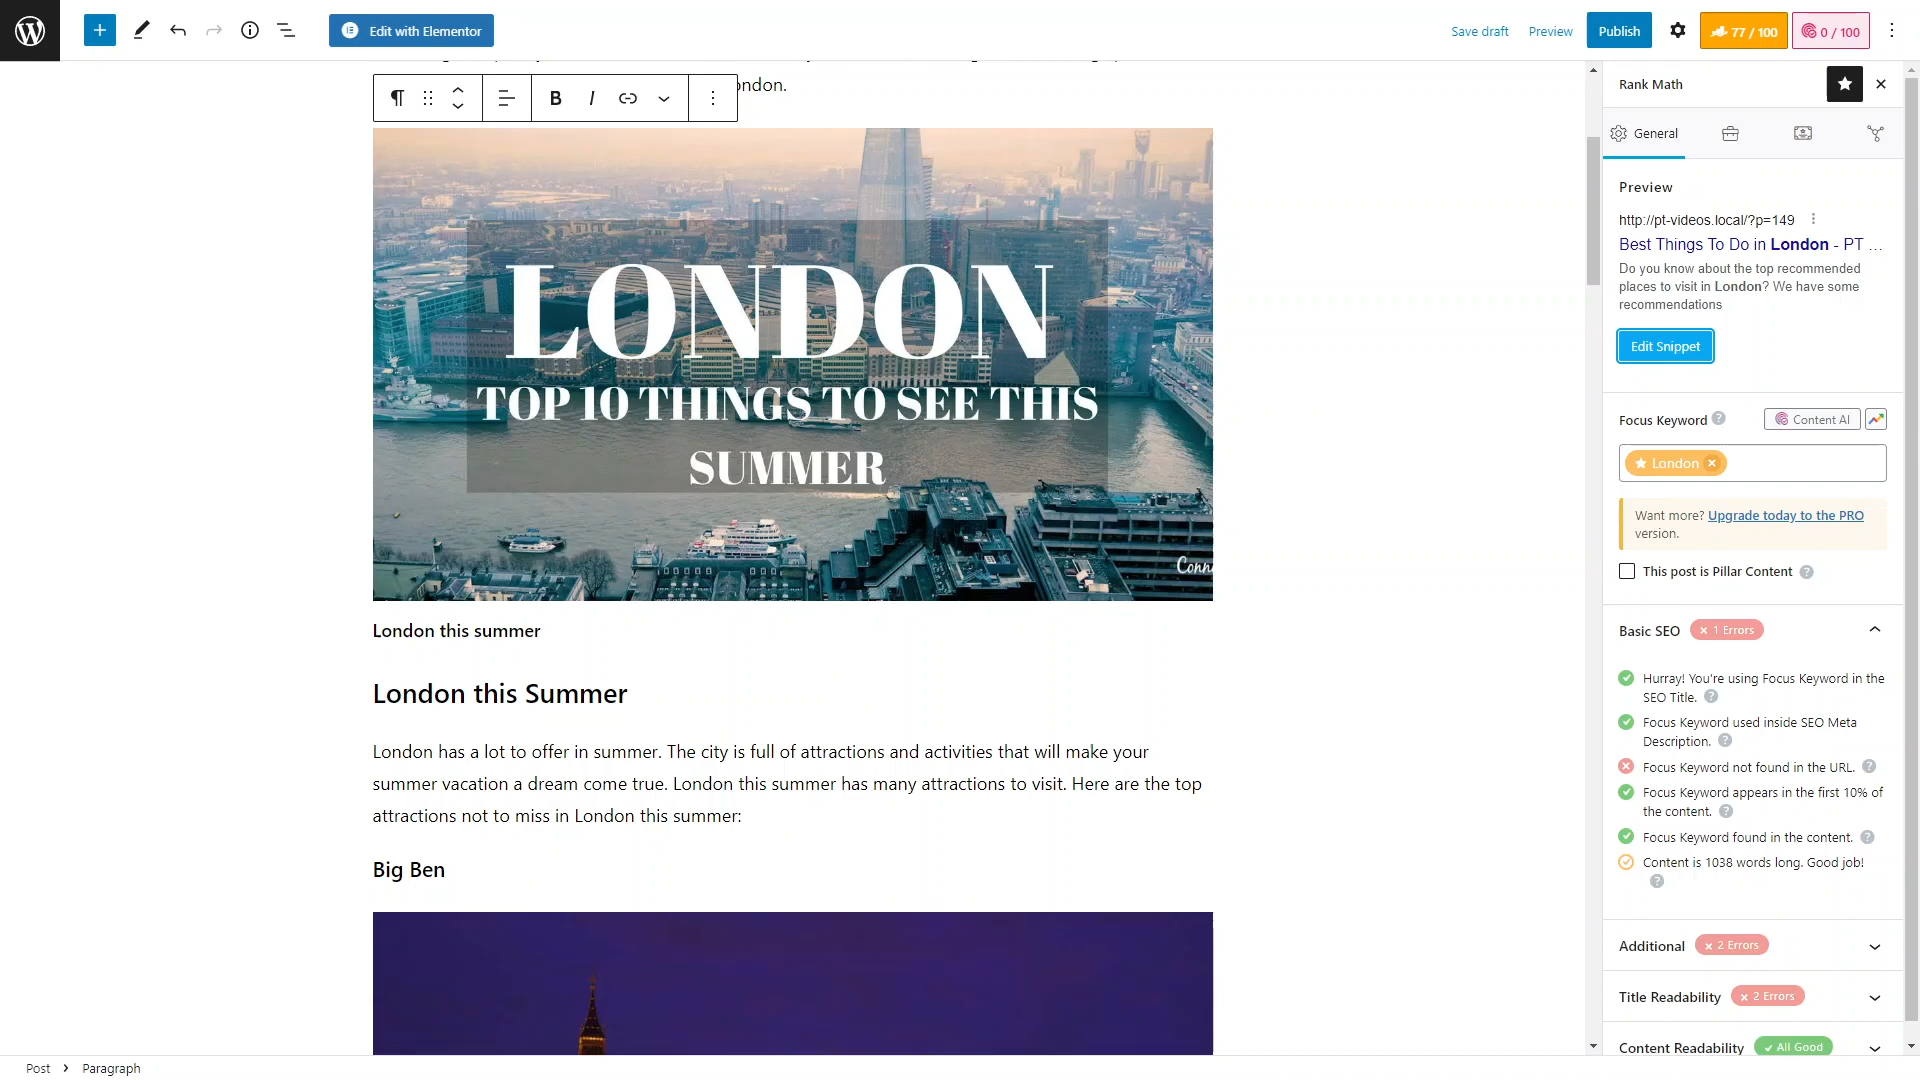 Edit with Elementor
Save draft
Preview
Publish
77 / 100
0 / 100
ondon.
B
I
LONDON
TOP 10 THINGS TO SEE THIS
SUMMER
Conn
London this summer
London this Summer
London has a lot to offer in summer. The city is full of attractions and activities that will make your
summer vacation a dream come true. London this summer has many attractions to visit. Here are the top
attractions not to miss in London this summer:
Big Ben
Rank Math
General
Preview
http://pt-videos.local/?p=149
Best Things To Do in London - PT ...
Do you know about the top recommended
places to visit in London? We have some
recommendations
Edit Snippet
Focus Keyword
Content AI
London
Want more? Upgrade today to the PRO
version.
This post is Pillar Content
Basic SEO
1 Errors
Hurray! You're using Focus Keyword in the
SEO Title.
Focus Keyword used inside SEO Meta
Description.
Focus Keyword not found in the URL.
Focus Keyword appears in the first 10% of
the content.
Focus Keyword found in the content.
Content is 1038 words long. Good job!
Additional
2 Errors
Title Readability
2 Errors
Content Readability
All Good
Post
Paragraph